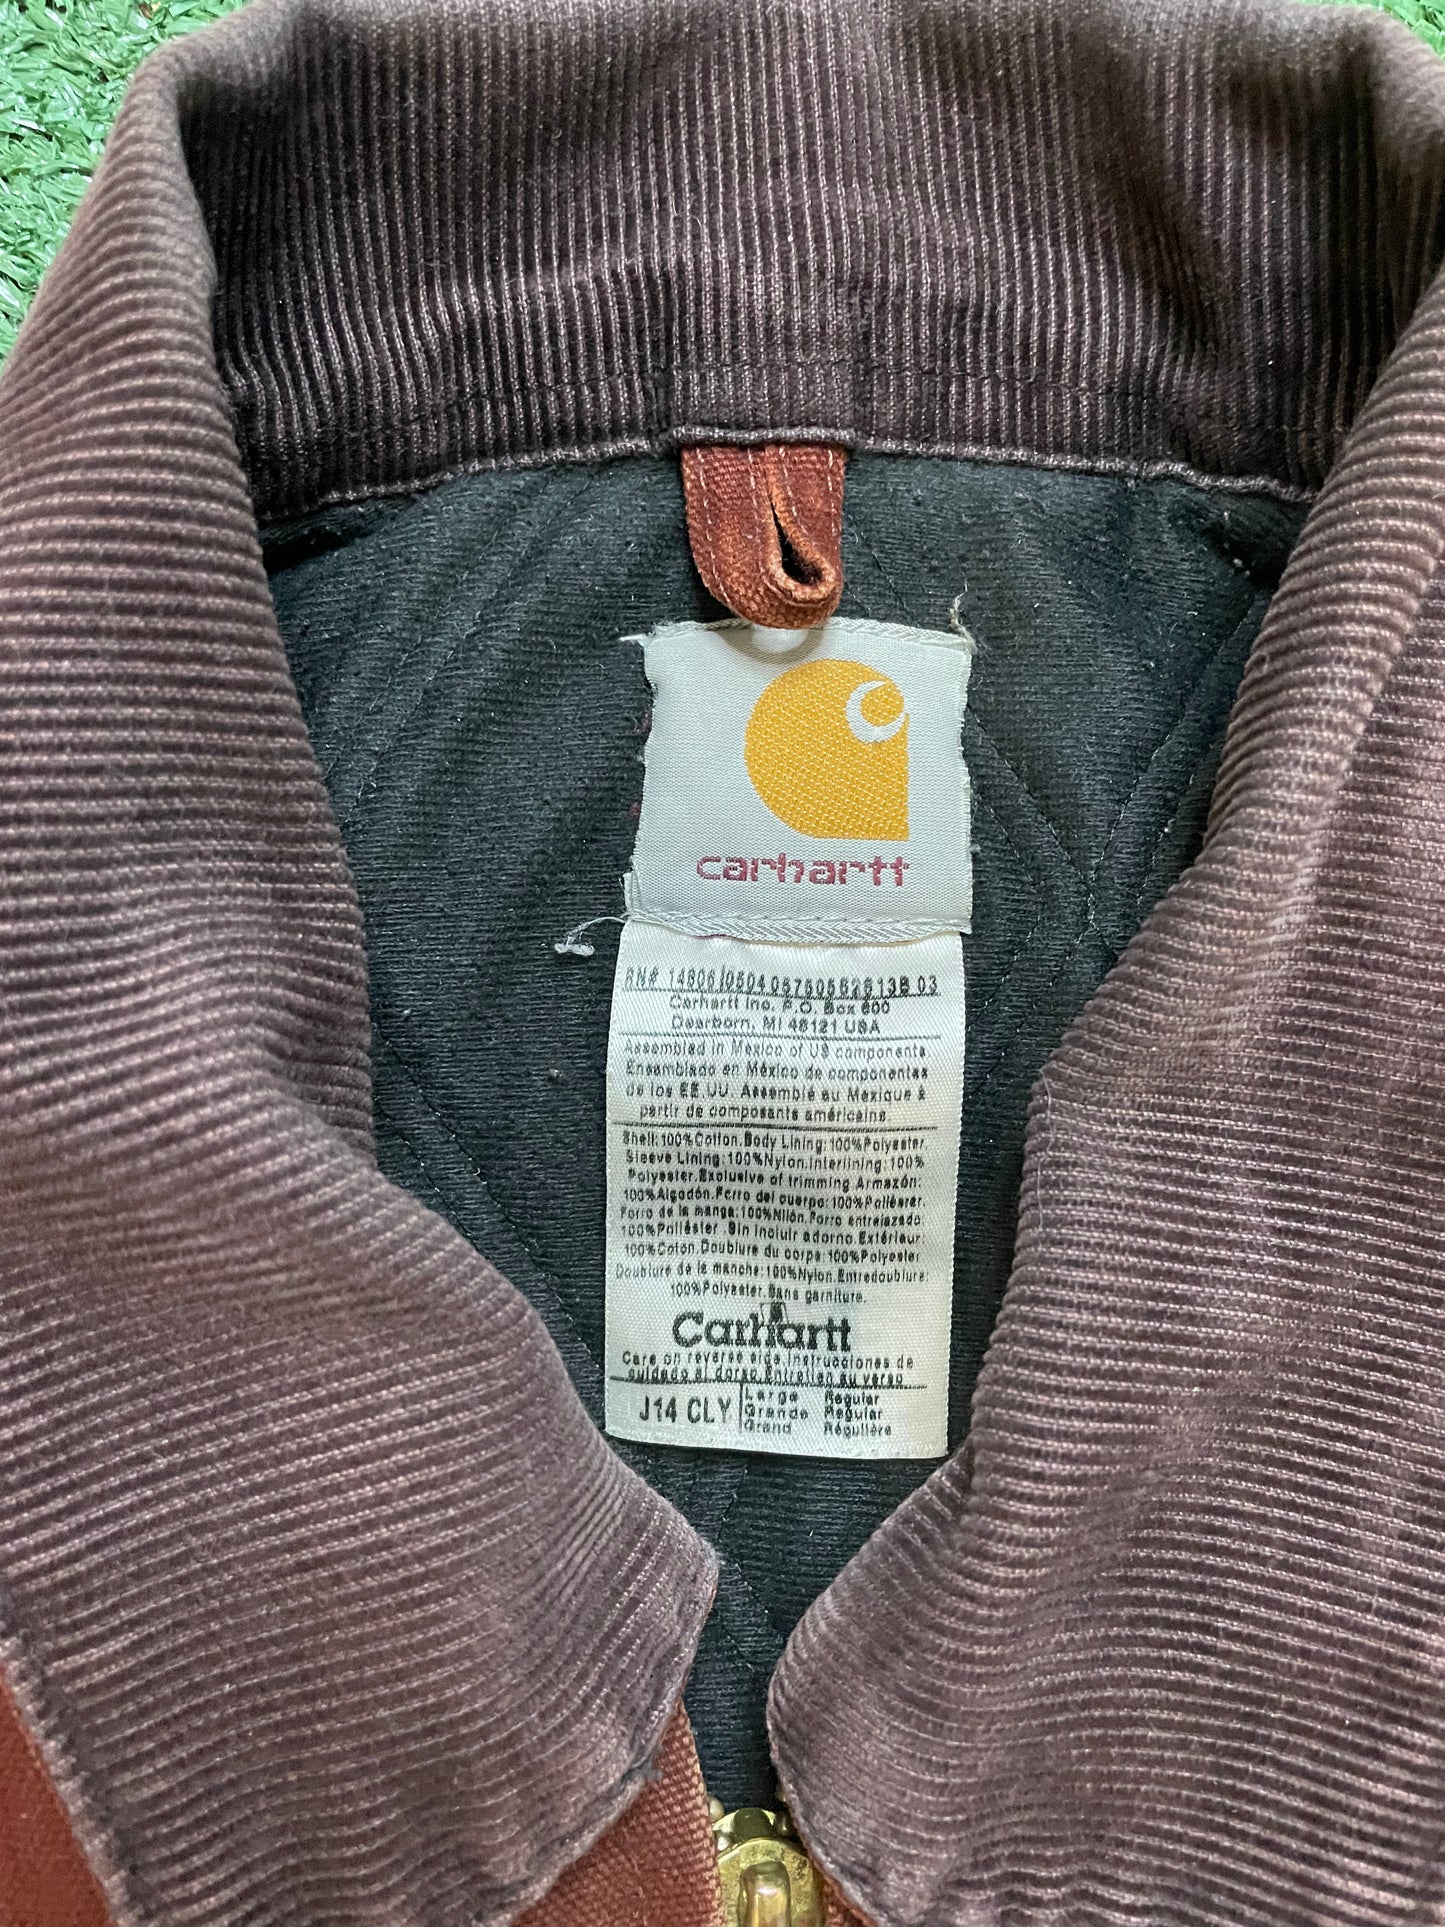 carhartt
RN# 14806/0504 0575055 2S13B 03
Carhartt Inc. P.O. Box 600
Dearborn, MI 48121 USA
Assembled in Mexico of US components
Ensamblado en México de componentes
de los EE.UU. Assemblé au Mexique à
partir de composants américains
Shell:100%Cotton.Body Lining:100%Polyester.
Sleeve Lining:100%Nylon.Interlining:100%
Polyester.Exclusive of trimming Armazón:
100%Algodón.Forro del cuerpo:100%Poliéster.
Forro de la manga:100%Nilón.Forro entrelazado:
100%Poliéster .Sin incluir adorno.Extérieur:
100%Coton.Doublure du corps:100%Polyester
Doublure de la manche:100%Nylon.Entredoublure:
100%Polyester.Sans garniture.
Carhartt
Care on reverse side.Instrucciones de
cuidado al dorso.Entretien au verso
J14 CLY
Large Regular
Grande Regular
Grand Régulière